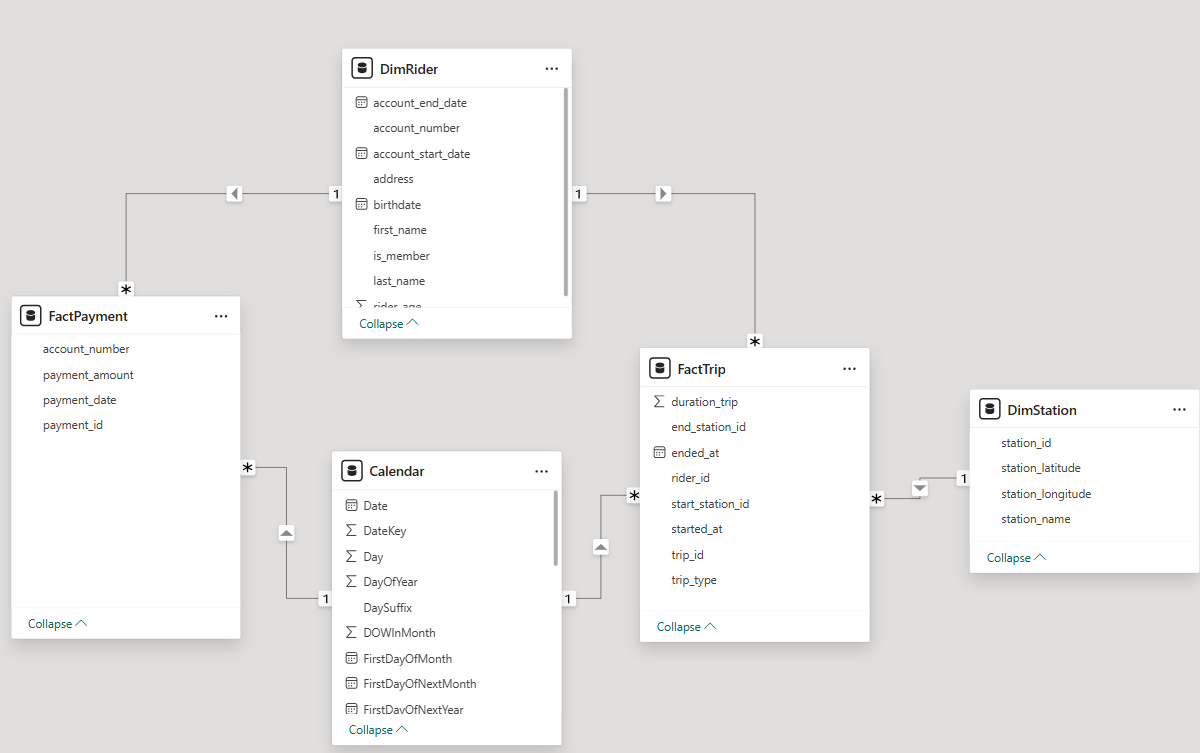 DimRider
account_end_date
account_number
account_start_date
address
birthdate
first_name
is_member
last_name
rider_age
Collapse
1
1
*
*
FactPayment
account_number
payment_amount
payment_date
payment_id
Collapse
*
1
Calendar
Date
DateKey
Day
DayOfYear
DaySuffix
DOWInMonth
FirstDayOfMonth
FirstDayOfNextMonth
FirstDayOfNextYear
Collapse
1
*
FactTrip
duration_trip
end_station_id
ended_at
rider_id
start_station_id
started_at
trip_id
trip_type
Collapse
*
1
DimStation
station_id
station_latitude
station_longitude
station_name
Collapse